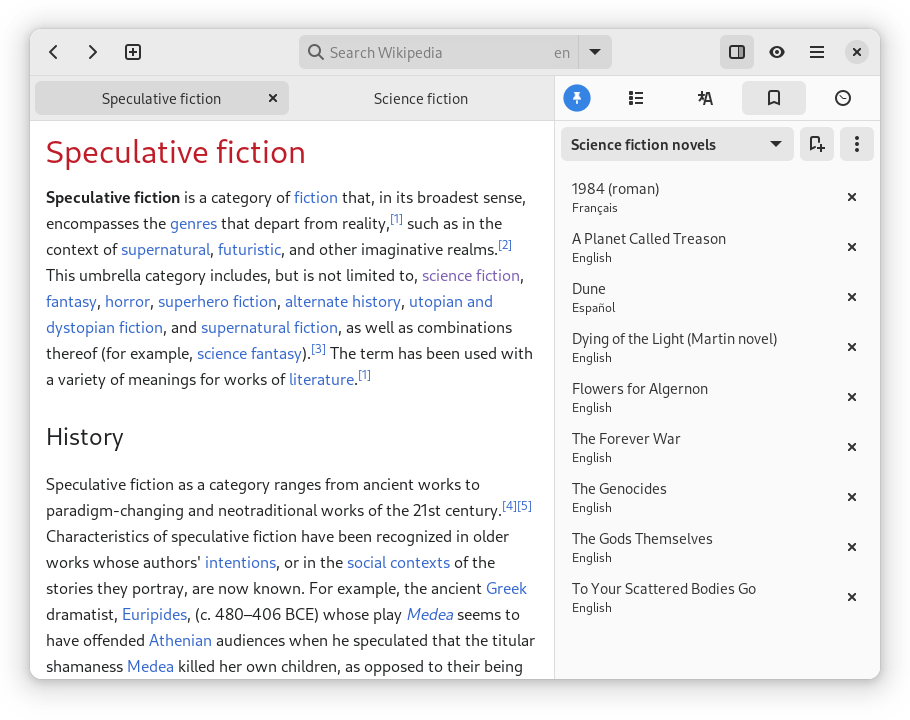 Search Wikipedia en
Speculative fiction
Science fiction
Speculative fiction
Speculative fiction is a category of fiction that, in its broadest sense,
encompasses the genres that depart from reality,[1] such as in the
context of supernatural, futuristic, and other imaginative realms.[2]
This umbrella category includes, but is not limited to, science fiction,
fantasy, horror, superhero fiction, alternate history, utopian and
dystopian fiction, and supernatural fiction, as well as combinations
thereof (for example, science fantasy).[3] The term has been used with
a variety of meanings for works of literature.[1]
History
Speculative fiction as a category ranges from ancient works to
paradigm-changing and neotraditional works of the 21st century.[4][5]
Characteristics of speculative fiction have been recognized in older
works whose authors' intentions, or in the social contexts of the
stories they portray, are now known. For example, the ancient Greek
dramatist, Euripides, (c. 480–406 BCE) whose play Medea seems to
have offended Athenian audiences when he speculated that the titular
shamaness Medea killed her own children, as opposed to their being
Science fiction novels
1984 (roman)
Français
A Planet Called Treason
English
Dune
Español
Dying of the Light (Martin novel)
English
Flowers for Algernon
English
The Forever War
English
The Genocides
English
The Gods Themselves
English
To Your Scattered Bodies Go
English